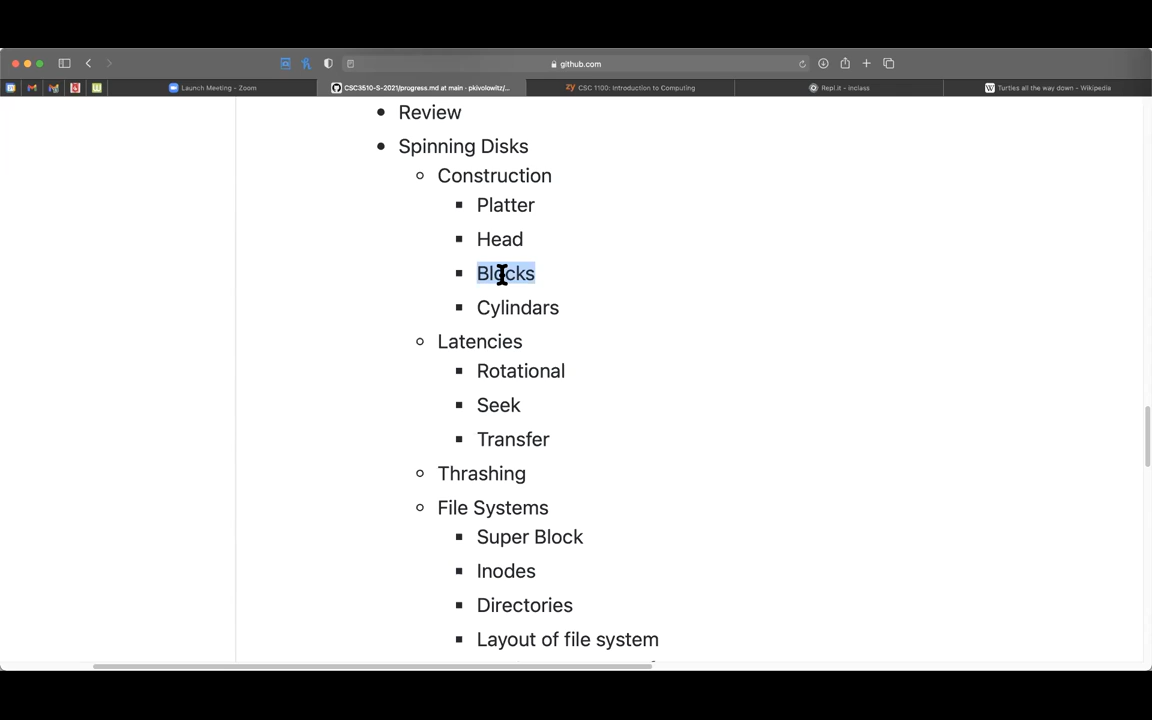 github.com
Launch Meeting - Zoom
CSC3510-S-2021/progress.md at main · pkivolowitz/...
CSC 1100: Introduction to Computing
Repl.it - inclass
Turtles all the way down - Wikipedia
Review
Spinning Disks
Construction
Platter
Head
Blocks
Cylindars
Latencies
Rotational
Seek
Transfer
Thrashing
File Systems
Super Block
Inodes
Directories
Layout of file system